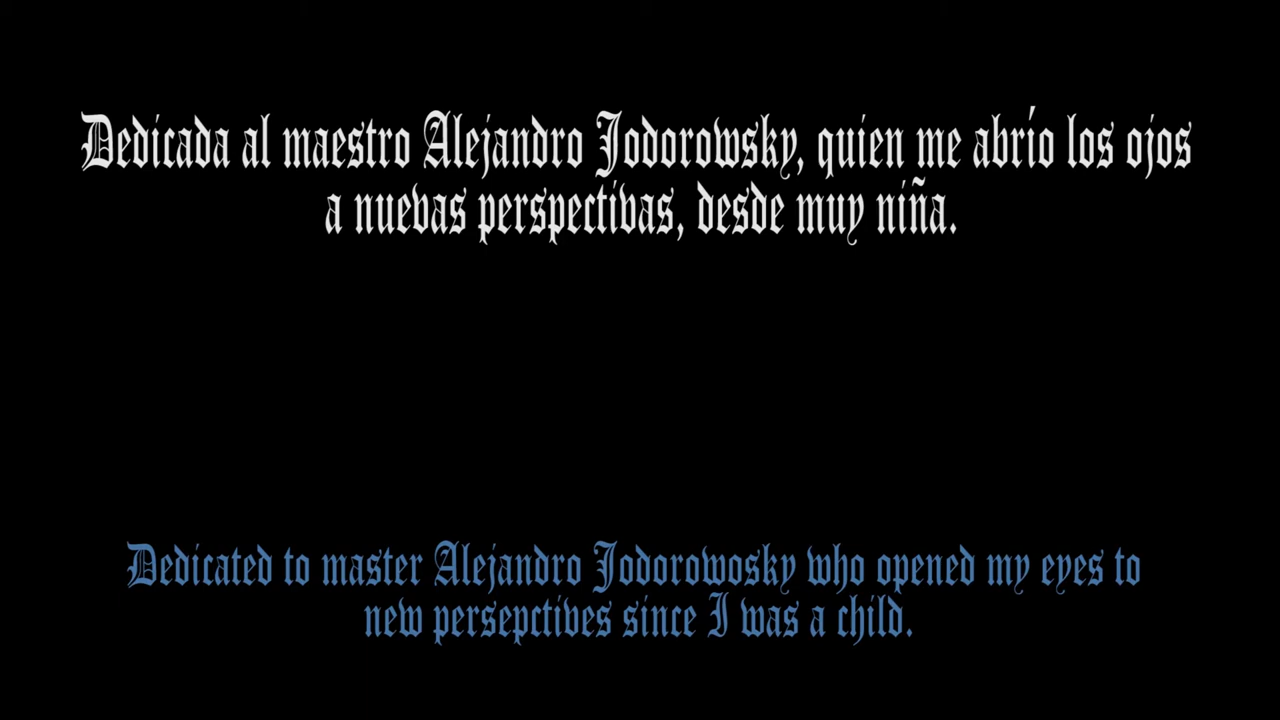 Dedicada al maestro Alejandro Jodorowsky, quien me abrío los ojos
a nuevas perspectivas, desde muy niña.
Dedicated to master Alejandro Jodorowosky who opened my eyes to
new persepctives since I was a child.